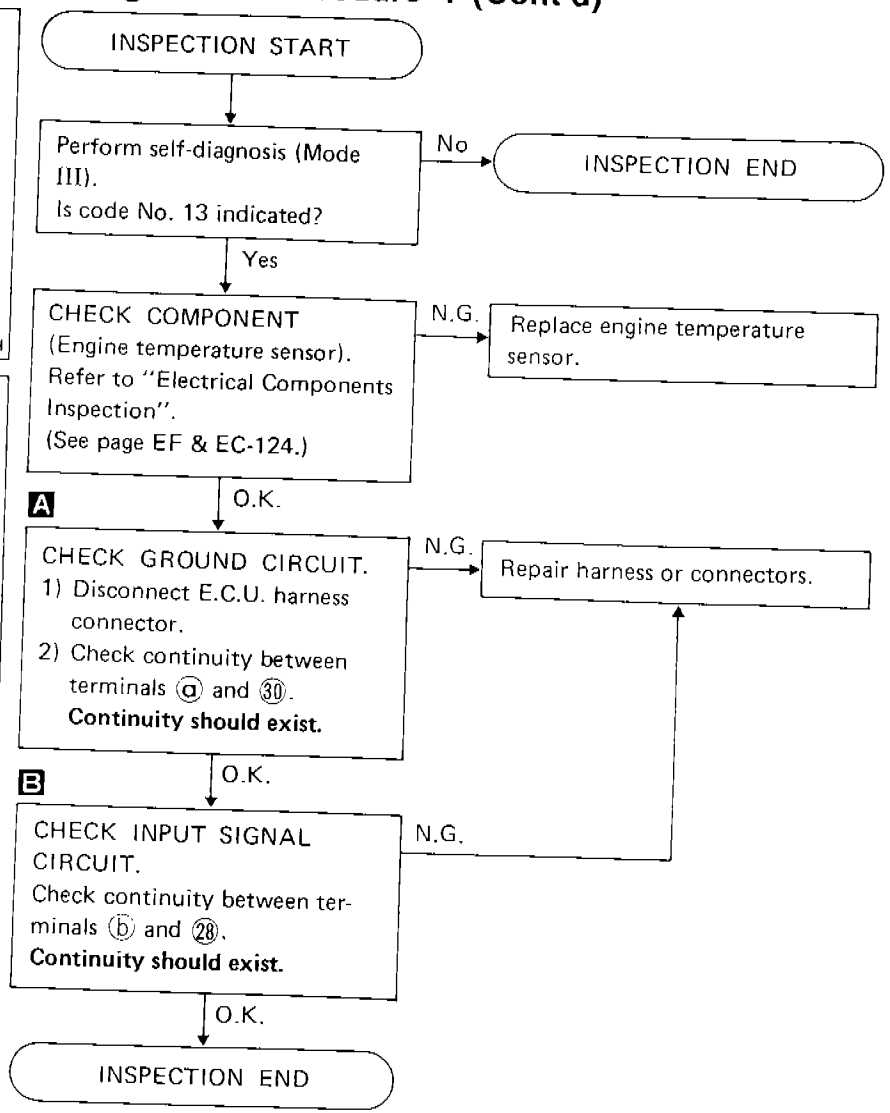 (Cont'd)
INSPECTION START
Perform self-diagnosis (Mode
III).
Is code No. 13 indicated?
No
INSPECTION END
Yes
CHECK COMPONENT
(Engine temperature sensor).
Refer to "Electrical Components
Inspection".
(See page EF & EC-124.)
N.G.
Replace engine temperature
sensor.
O.K.
A
CHECK GROUND CIRCUIT.
1) Disconnect E.C.U. harness
connector.
2) Check continuity between
terminals ⓐ and ㉚.
Continuity should exist.
N.G.
Repair harness or connectors.
O.K.
B
CHECK INPUT SIGNAL
CIRCUIT.
Check continuity between ter-
minals ⓑ and ㉘.
Continuity should exist.
N.G.
O.K.
INSPECTION END